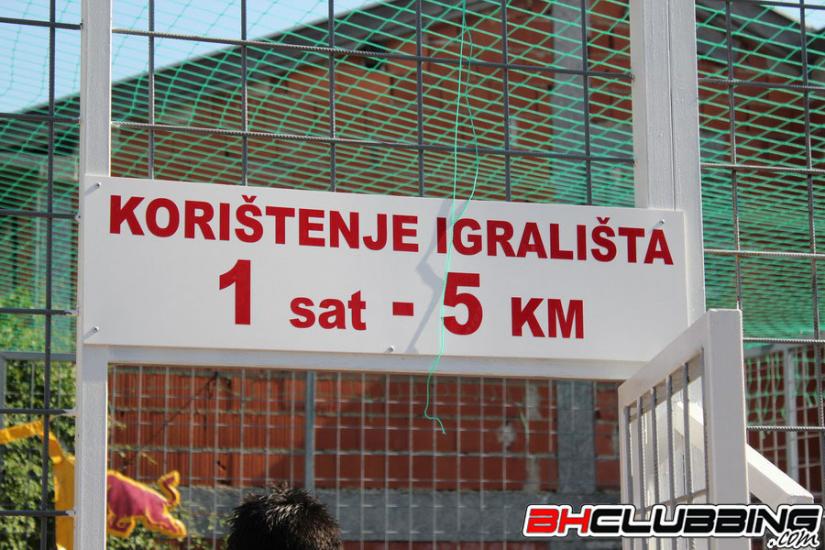 KORIŠTENJE IGRALIŠTA
1 sat - 5 KM
BHCLUBBING
.com